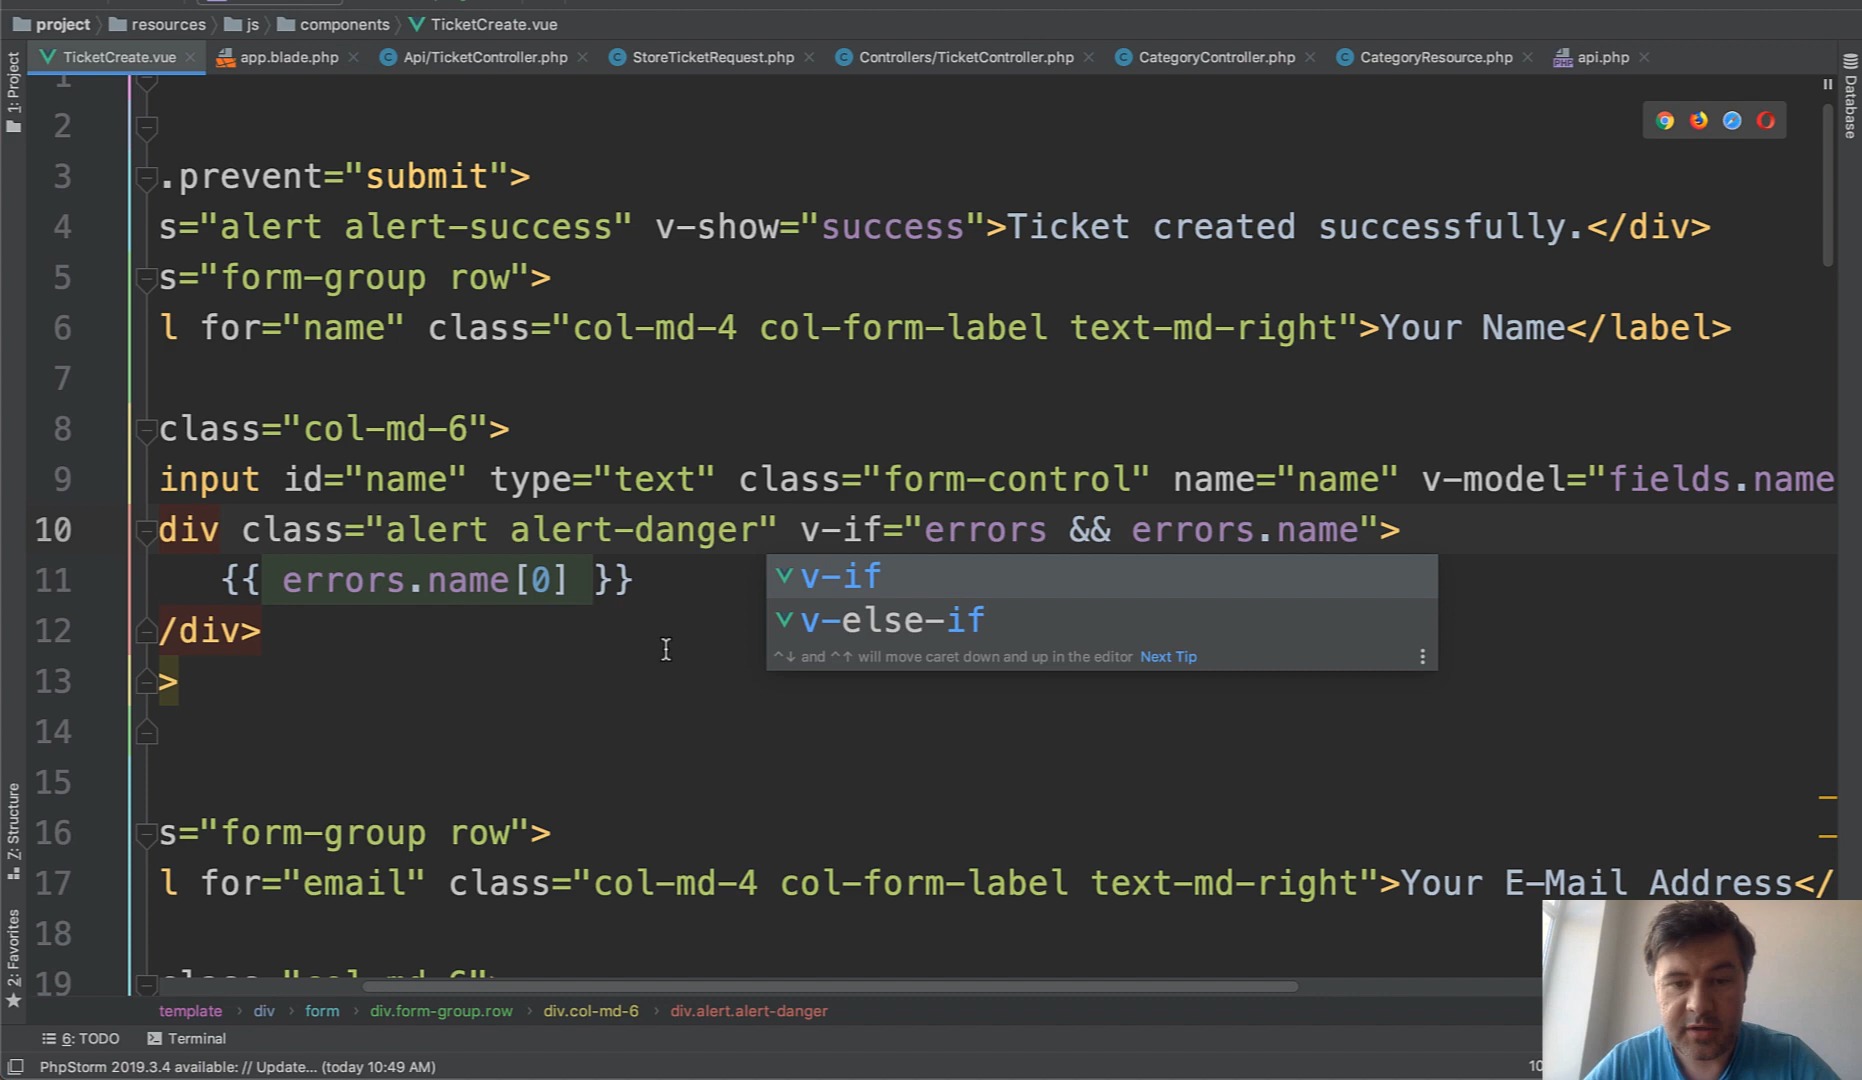 project resources js components TicketCreate.vue
TicketCreate.vue app.blade.php Api/TicketController.php StoreTicketRequest.php Controllers/TicketController.php CategoryController.php CategoryResource.php api.php
1: Project
Database
1
2
3 .prevent="submit">
4 s="alert alert-success" v-show="success">Ticket created successfully.</div>
5 s="form-group row">
6 l for="name" class="col-md-4 col-form-label text-md-right">Your Name</label>
7
8 class="col-md-6">
9 input id="name" type="text" class="form-control" name="name" v-model="fields.name
10 div class="alert alert-danger" v-if="errors && errors.name">
11 {{ errors.name[0] }}
v-if
12 /div>
v-else-if
^↓ and ^↑ will move caret down and up in the editor Next Tip
13 >
14
15
16 s="form-group row">
17 l for="email" class="col-md-4 col-form-label text-md-right">Your E-Mail Address</
18
19 class="col-md-6">
Z: Structure
2: Favorites
template div form div.form-group.row div.col-md-6 div.alert.alert-danger
6: TODO Terminal
PhpStorm 2019.3.4 available: // Update... (today 10:49 AM)